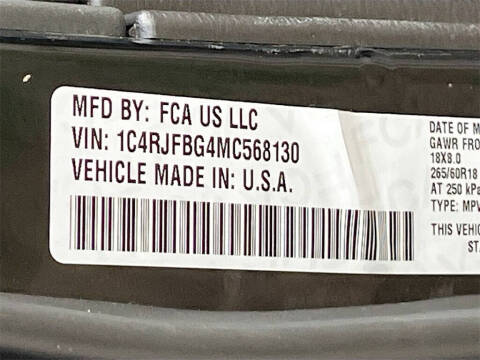 MFD BY: FCA US LLC
VIN: 1C4RJFBG4MC568130
VEHICLE MADE IN: U.S.A.
DATE OF M
GAWR FRO
18X8.0
265/60R18
AT 250 kPa
TYPE: MPV
THIS VEHIC
STA